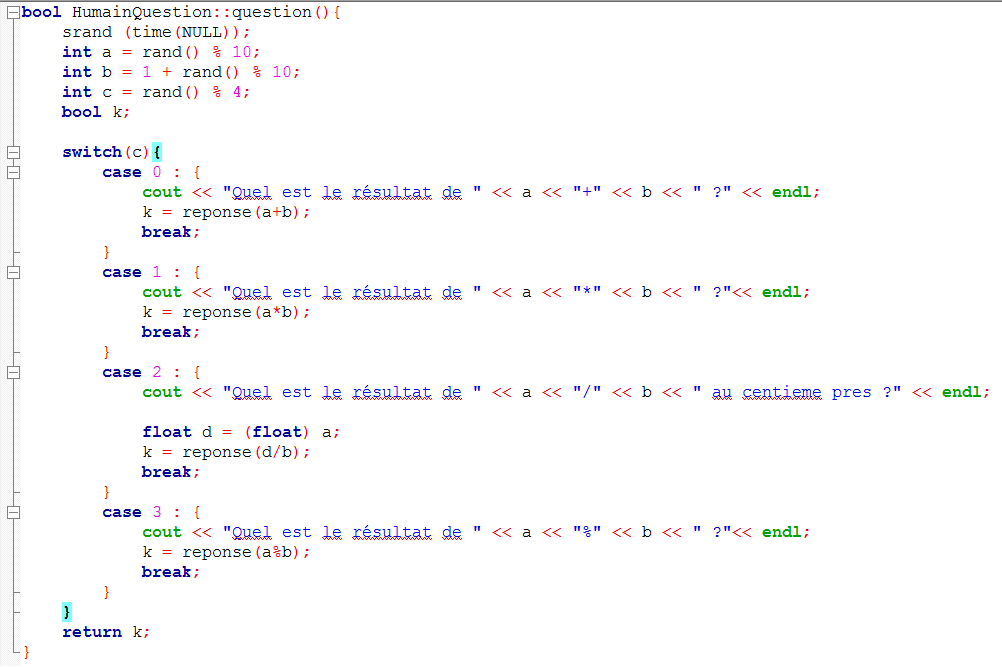 bool HumainQuestion::question(){
srand (time(NULL));
int a = rand() % 10;
int b = 1 + rand() % 10;
int c = rand() % 4;
bool k;
switch(c){
case 0 : {
cout << "Quel est le résultat de " << a << "+" << b << " ?" << endl;
k = reponse(a+b);
break;
}
case 1 : {
cout << "Quel est le résultat de " << a << "*" << b << " ?"<< endl;
k = reponse(a*b);
break;
}
case 2 : {
cout << "Quel est le résultat de " << a << "/" << b << " au centieme pres ?" << endl;
float d = (float) a;
k = reponse(d/b);
break;
}
case 3 : {
cout << "Quel est le résultat de " << a << "%" << b << " ?"<< endl;
k = reponse(a%b);
break;
}
}
return k;
}